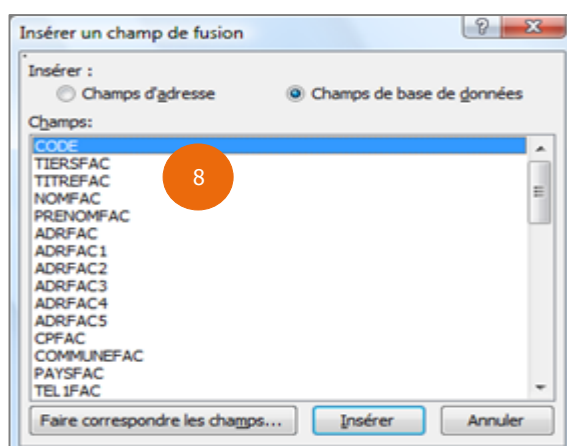 Insérer un champ de fusion
Insérer :
Champs d'adresse Champs de base de données
Champs:
CODE
TIERSFAC
TITREFAC
8
NOMFAC
PRENOMFAC
ADRFAC
ADRFAC1
ADRFAC2
ADRFAC3
ADRFAC4
ADRFAC5
CPFAC
COMMUNEFAC
PAYSFAC
TEL1FAC
Faire correspondre les champs... Insérer Annuler